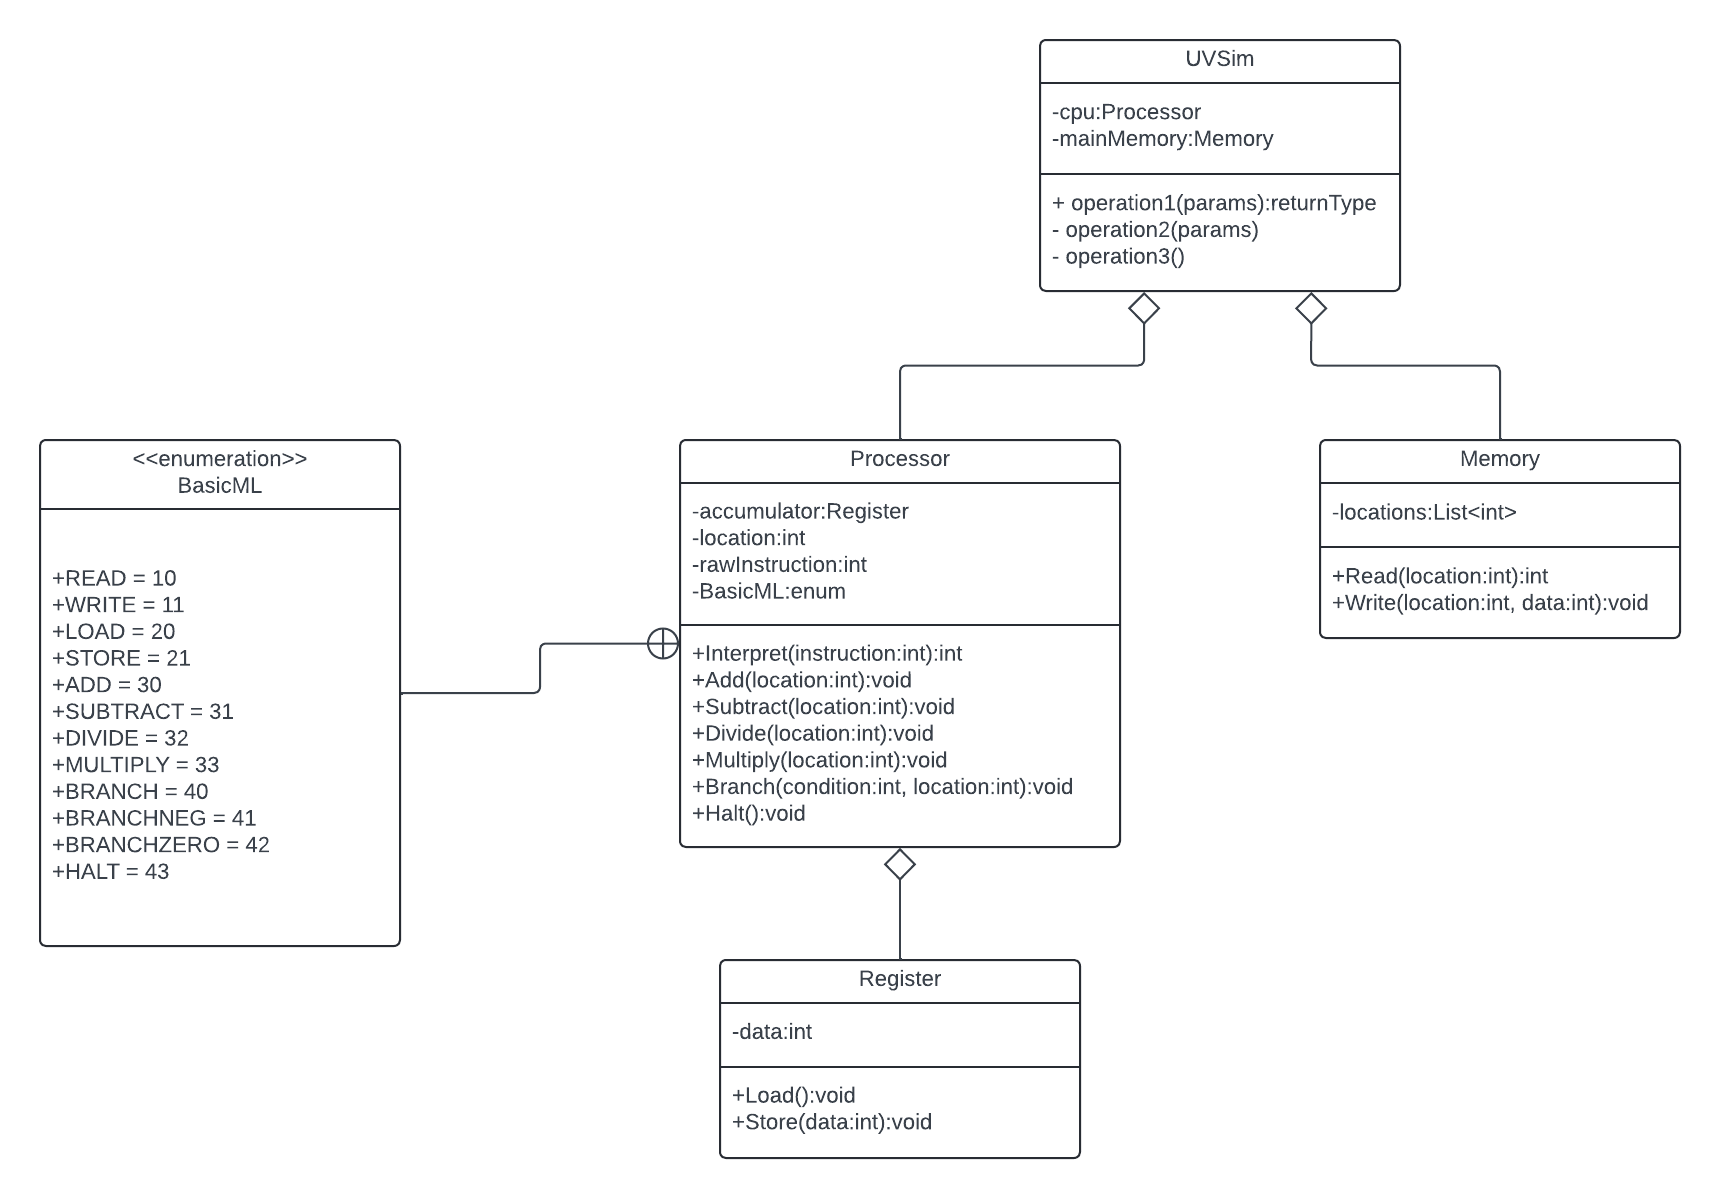 UVSim
-cpu:Processor
-mainMemory:Memory
+ operation1(params):returnType
- operation2(params)
- operation3()
<<enumeration>>
BasicML
+READ = 10
+WRITE = 11
+LOAD = 20
+STORE = 21
+ADD = 30
+SUBTRACT = 31
+DIVIDE = 32
+MULTIPLY = 33
+BRANCH = 40
+BRANCHNEG = 41
+BRANCHZERO = 42
+HALT = 43
Processor
-accumulator:Register
-location:int
-rawInstruction:int
-BasicML:enum
+Interpret(instruction:int):int
+Add(location:int):void
+Subtract(location:int):void
+Divide(location:int):void
+Multiply(location:int):void
+Branch(condition:int, location:int):void
+Halt():void
Memory
-locations:List<int>
+Read(location:int):int
+Write(location:int, data:int):void
Register
-data:int
+Load():void
+Store(data:int):void